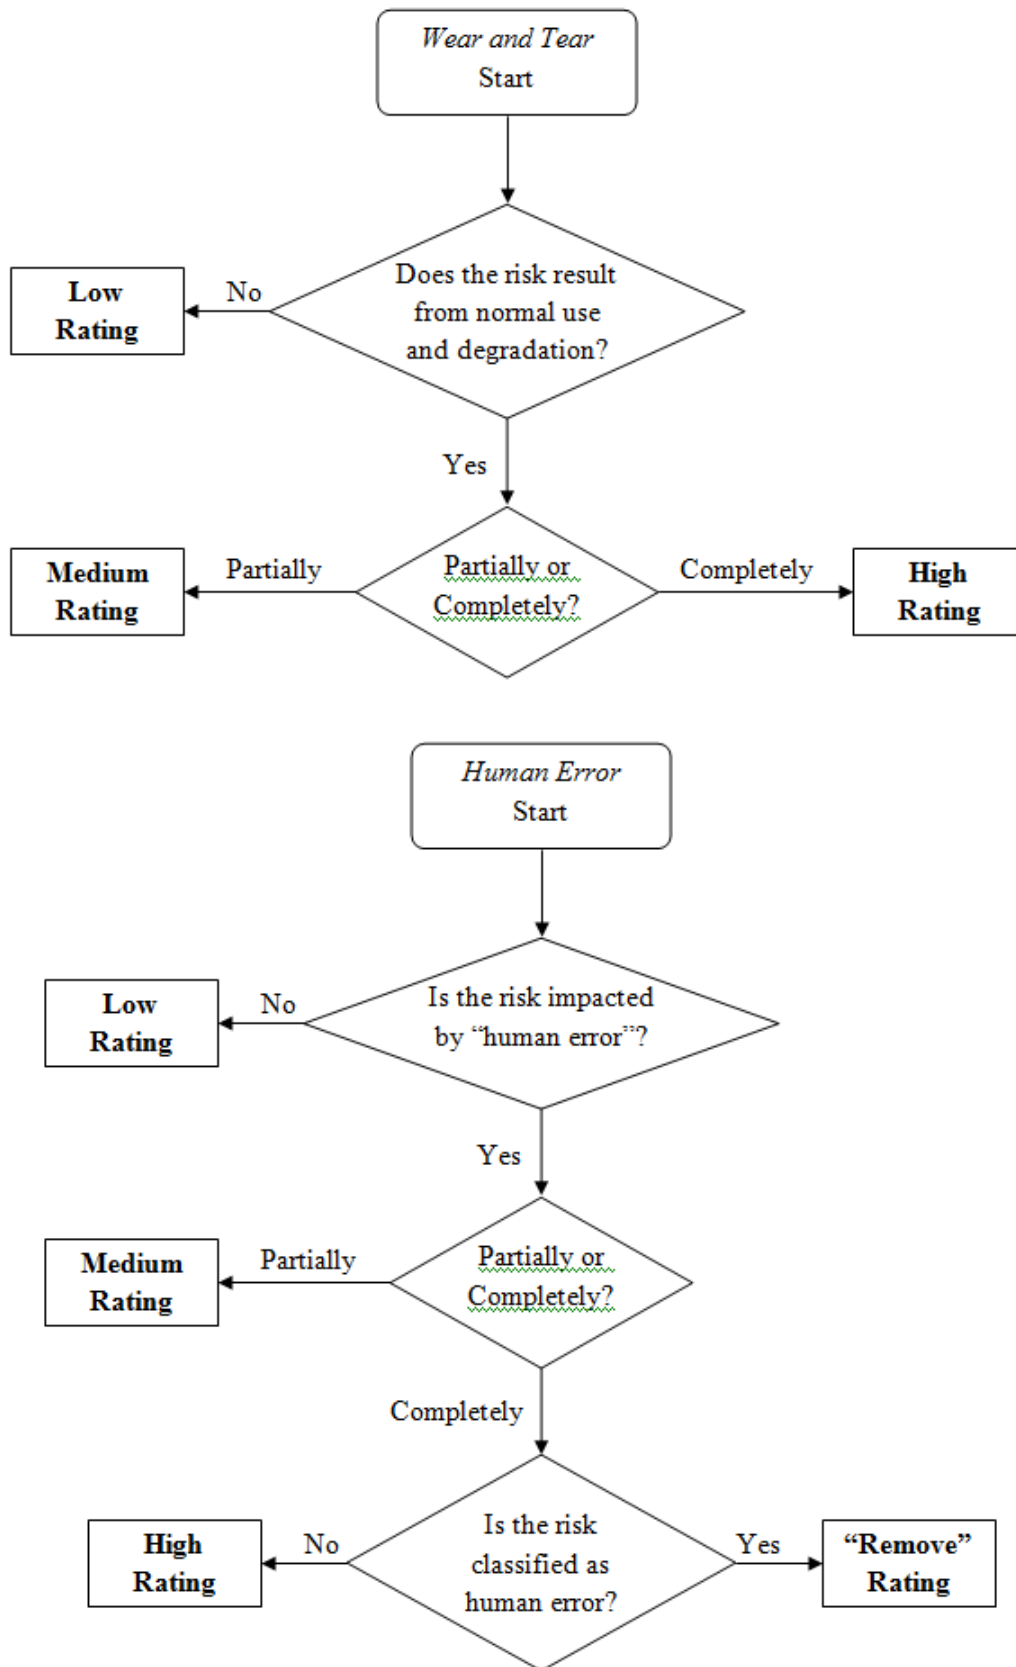 Wear and Tear
Start
Does the risk result
from normal use
and degradation?
No
Low
Rating
Yes
Partially or
Completely?
Partially
Medium
Rating
Completely
High
Rating
Human Error
Start
Is the risk impacted
by “human error”?
No
Low
Rating
Yes
Partially or
Completely?
Partially
Medium
Rating
Completely
Is the risk
classified as
human error?
No
High
Rating
Yes
“Remove”
Rating